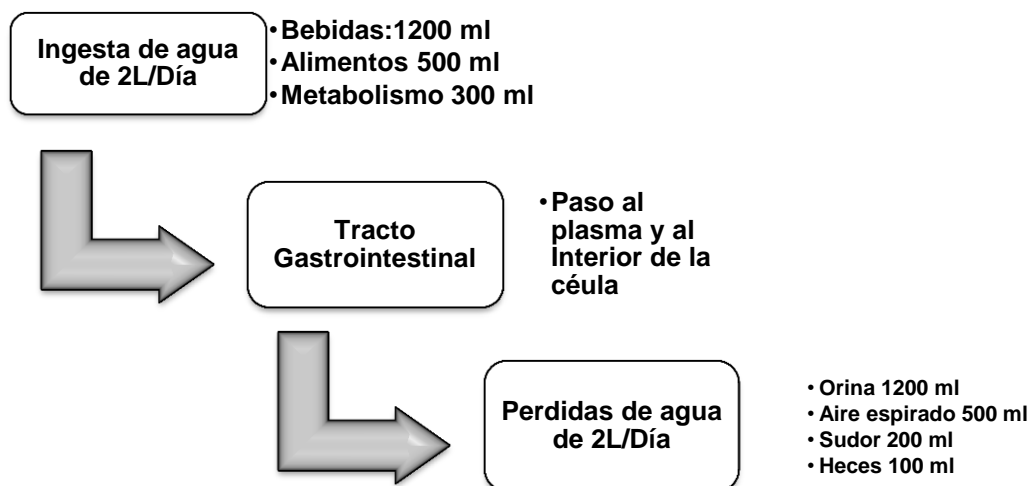 Ingesta de agua
de 2L/Día
• Bebidas:1200 ml
• Alimentos 500 ml
• Metabolismo 300 ml
Tracto
Gastrointestinal
• Paso al
plasma y al
Interior de la
céula
Perdidas de agua
de 2L/Día
• Orina 1200 ml
• Aire espirado 500 ml
• Sudor 200 ml
• Heces 100 ml